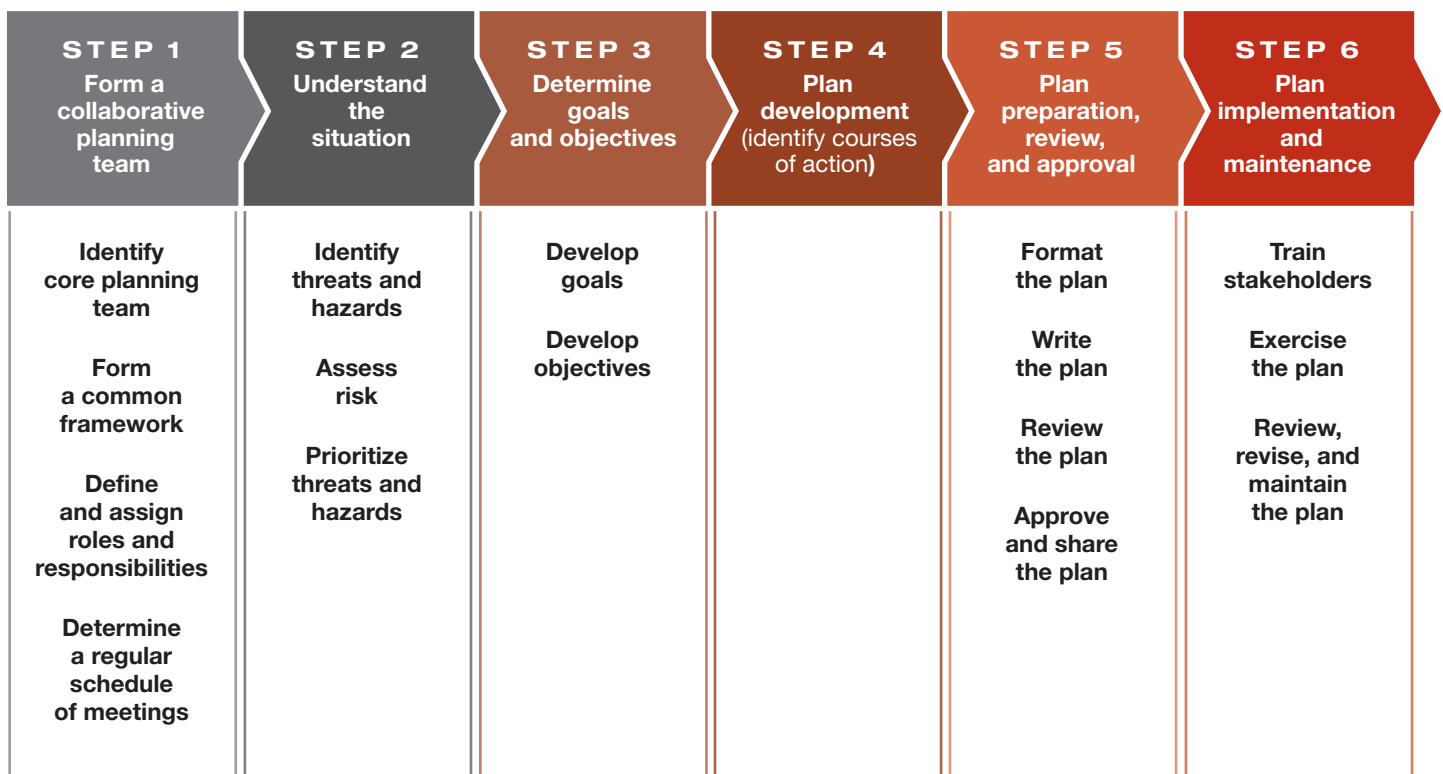 STEP 1
Form a
collaborative
planning
team
STEP 2
Understand
the
situation
STEP 3
Determine
goals
and objectives
STEP 4
Plan
development
(identify courses
of action)
STEP 5
Plan
preparation,
review,
and approval
STEP 6
Plan
implementation
and
maintenance
Identify
core planning
team
Form
a common
framework
Define
and assign
roles and
responsibilities
Determine
a regular
schedule
of meetings
Identify
threats and
hazards
Assess
risk
Prioritize
threats and
hazards
Develop
goals
Develop
objectives
Format
the plan
Write
the plan
Review
the plan
Approve
and share
the plan
Train
stakeholders
Exercise
the plan
Review,
revise, and
maintain
the plan